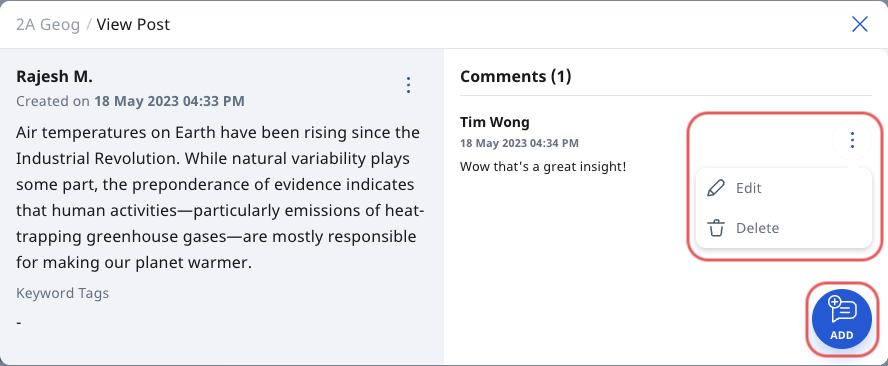 2A Geog / View Post
Rajesh M.
Created on 18 May 2023 04:33 PM
Air temperatures on Earth have been rising since the
Industrial Revolution. While natural variability plays
some part, the preponderance of evidence indicates
that human activities—particularly emissions of heat-
trapping greenhouse gases—are mostly responsible
for making our planet warmer.
Keyword Tags
-
Comments (1)
Tim Wong
18 May 2023 04:34 PM
Wow that's a great insight!
Edit
Delete
ADD